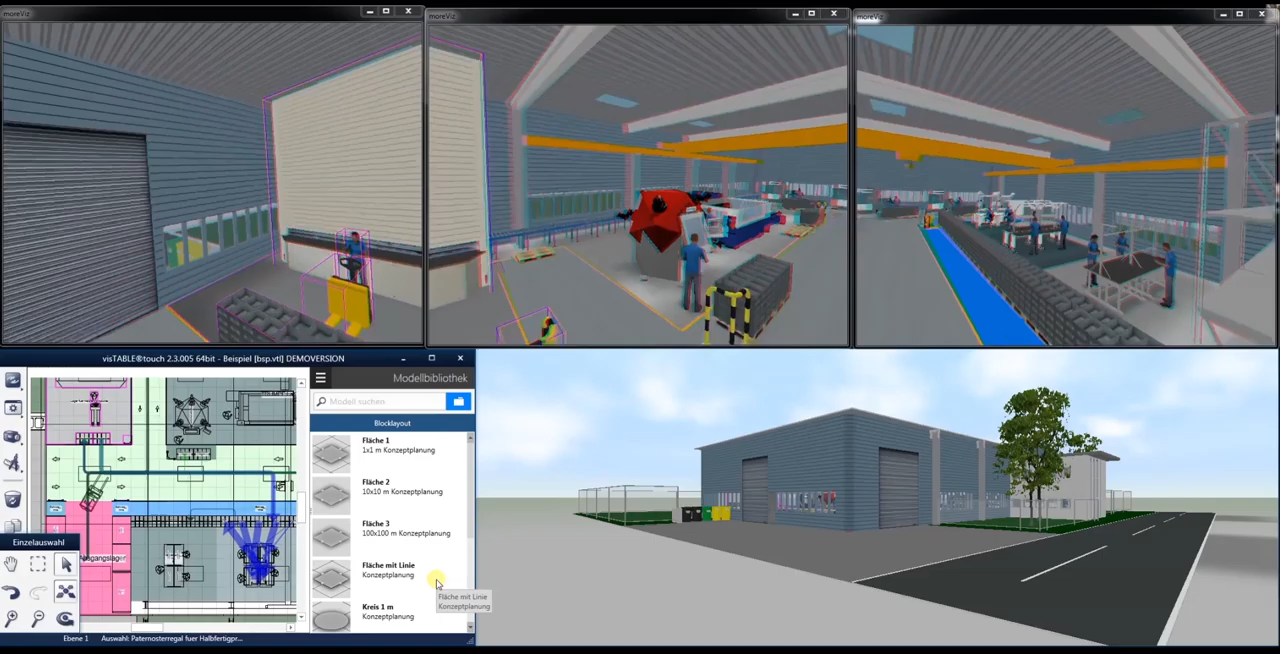 moreViz
moreViz
moreViz
visTABLE®touch 2.3.005 64bit - Beispiel [bsp.vtl] DEMOVERSION
Modellbibliothek
Modell suchen
Blocklayout
Fläche 1
1x1 m Konzeptplanung
Fläche 2
10x10 m Konzeptplanung
Fläche 3
100x100 m Konzeptplanung
Fläche mit Linie
Konzeptplanung
Fläche mit Linie
Konzeptplanung
Kreis 1 m
Konzeptplanung
Einzelauswahl
Ausgangslager
Ebene 1
Auswahl: Paternosterregal fuer Halbfertigpr...